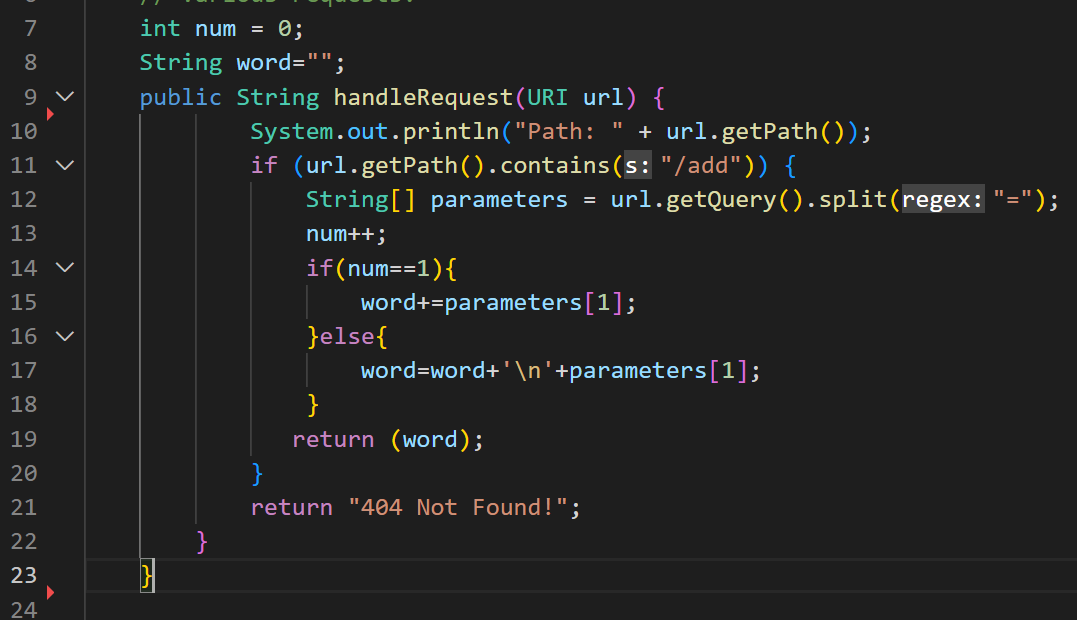 // various requests.
7 int num = 0;
8 String word="";
9 public String handleRequest(URI url) {
10 System.out.println("Path: " + url.getPath());
11 if (url.getPath().contains(s: "/add")) {
12 String[] parameters = url.getQuery().split(regex: "=");
13 num++;
14 if(num==1){
15 word+=parameters[1];
16 }else{
17 word=word+'\n'+parameters[1];
18 }
19 return (word);
20 }
21 return "404 Not Found!";
22 }
23 }
24